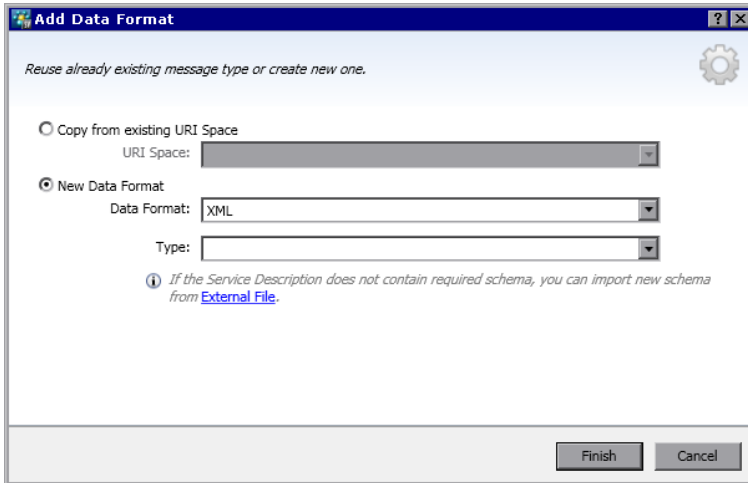 Add Data Format
Reuse already existing message type or create new one.
Copy from existing URI Space
URI Space:
New Data Format
Data Format: XML
Type:
If the Service Description does not contain required schema, you can import new schema
from External File.
Finish Cancel